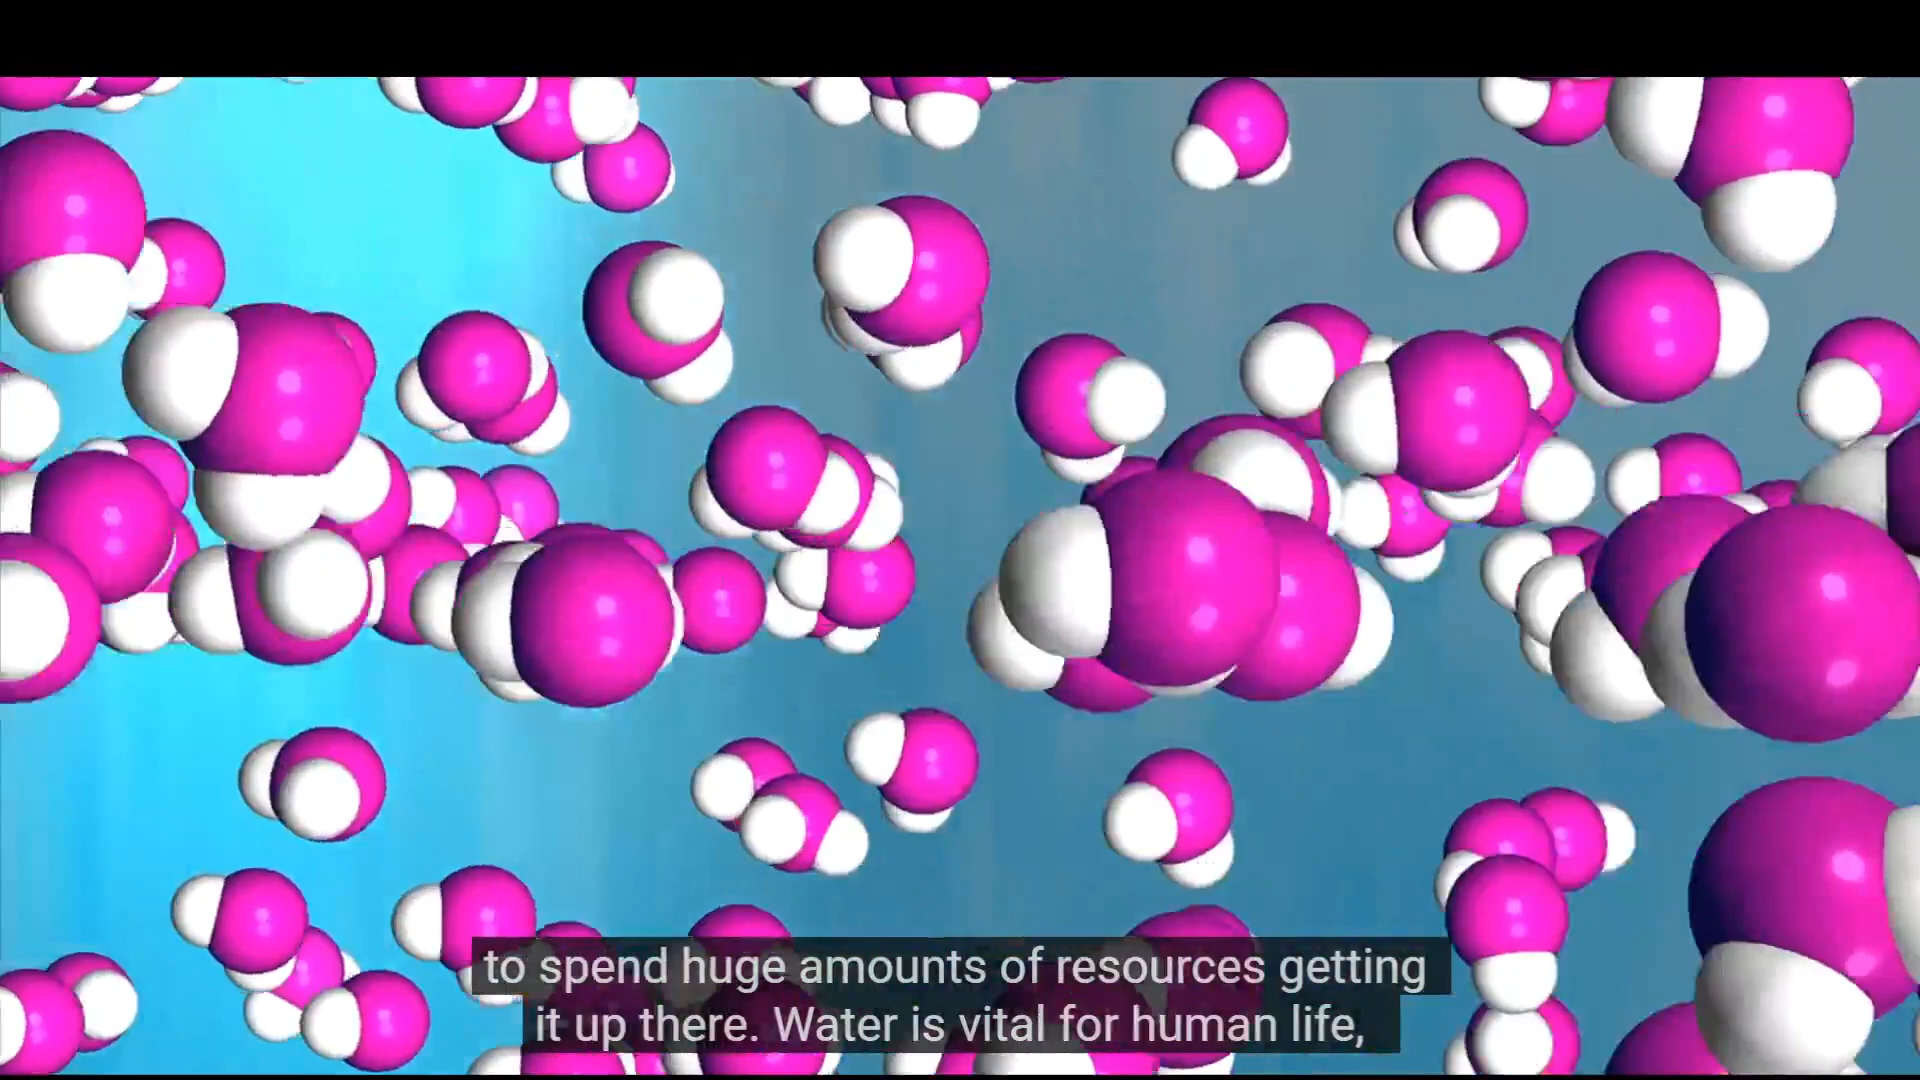 to spend huge amounts of resources getting
it up there. Water is vital for human life,